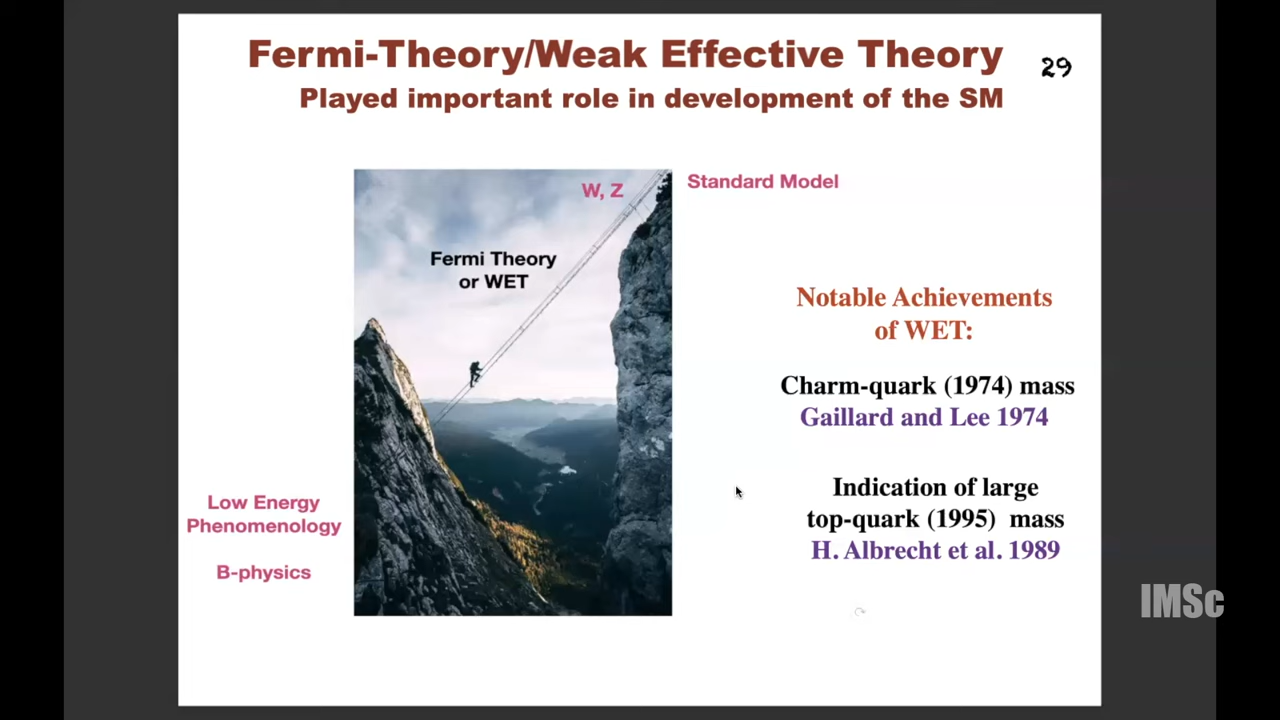 Fermi-Theory/Weak Effective Theory
29
Played important role in development of the SM
W, Z
Standard Model
Fermi Theory
or WET
Notable Achievements
of WET:
Charm-quark (1974) mass
Gaillard and Lee 1974
Indication of large
top-quark (1995) mass
H. Albrecht et al. 1989
Low Energy
Phenomenology
B-physics
IMSc